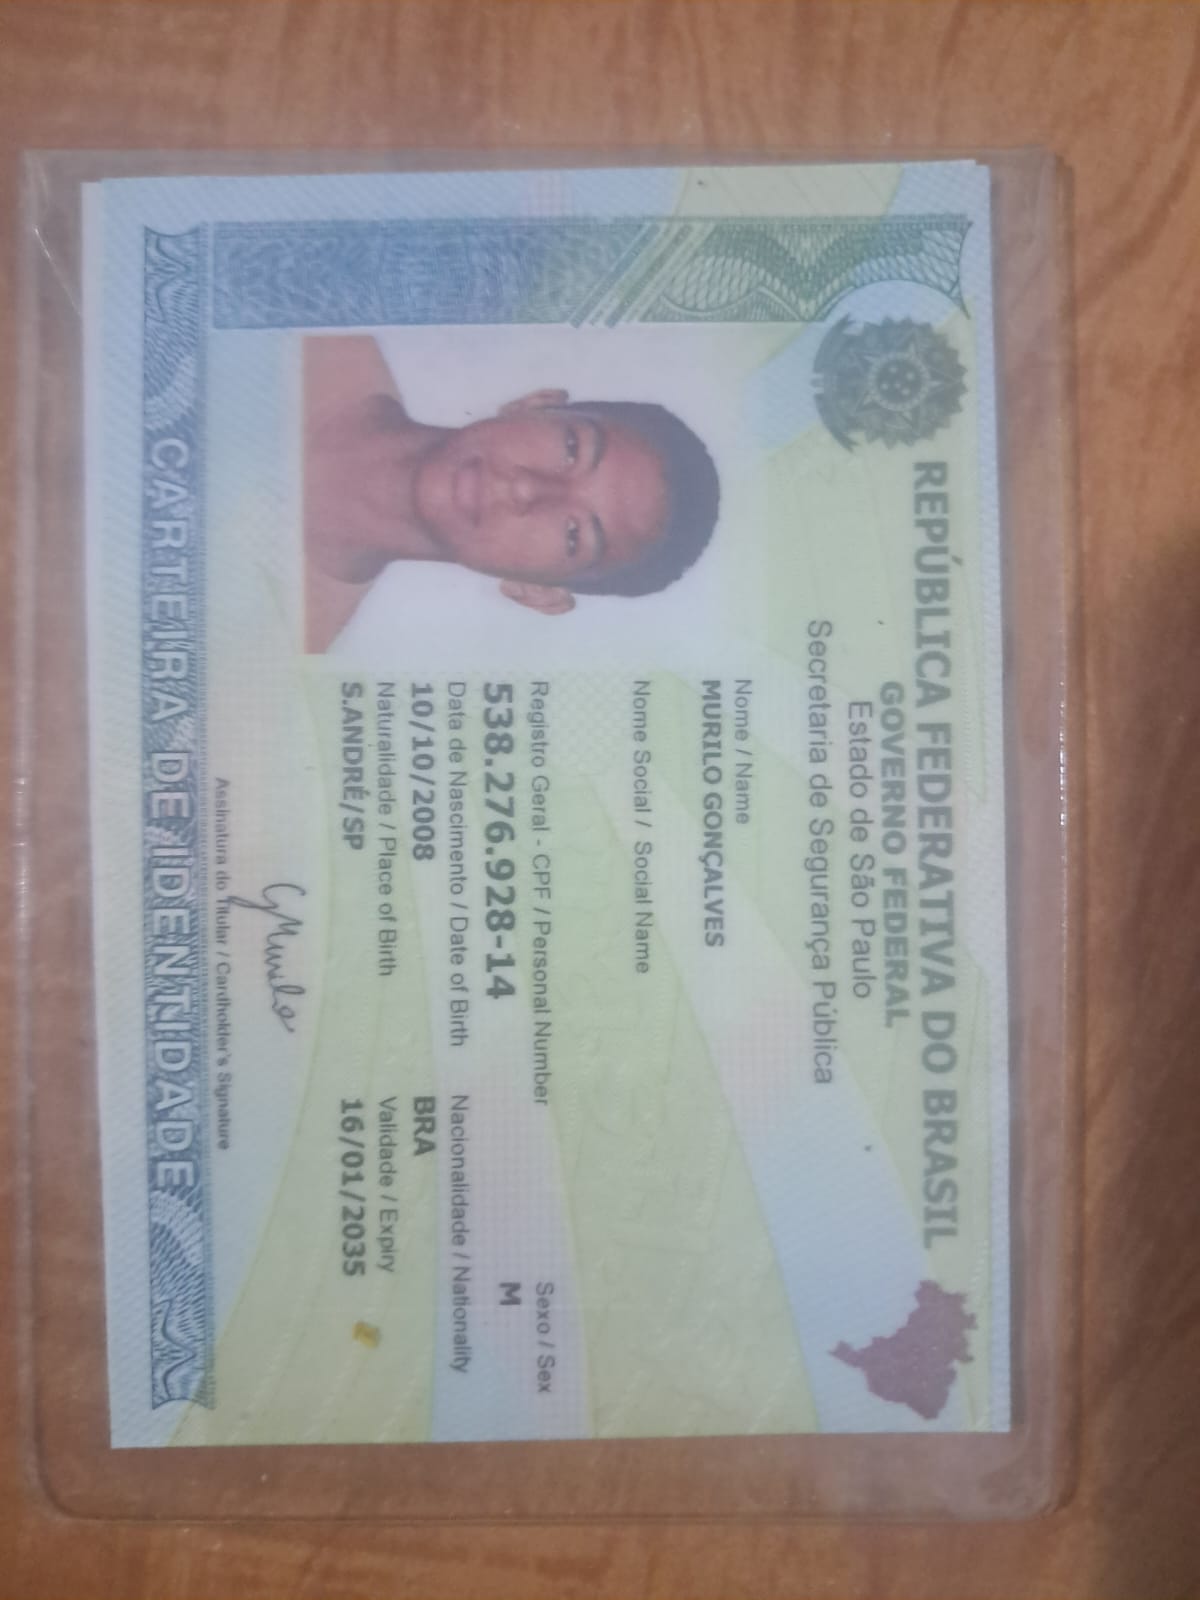 REPÚBLICA FEDERATIVA DO BRASIL
GOVERNO FEDERAL
Estado de São Paulo
Secretaria de Segurança Pública
Nome / Name
MURILO GONÇALVES
Nome Social / Social Name
Registro Geral - CPF / Personal Number
Sexo / Sex
538.276.928-14
M
Data de Nascimento / Date of Birth
Nacionalidade / Nationality
10/10/2008
BRA
Naturalidade / Place of Birth
Validade / Expiry
S.ANDRÉ/SP
16/01/2035
GMurilo
Assinatura do Titular / Cardholder's Signature
CARTEIRA DE IDENTIDADE